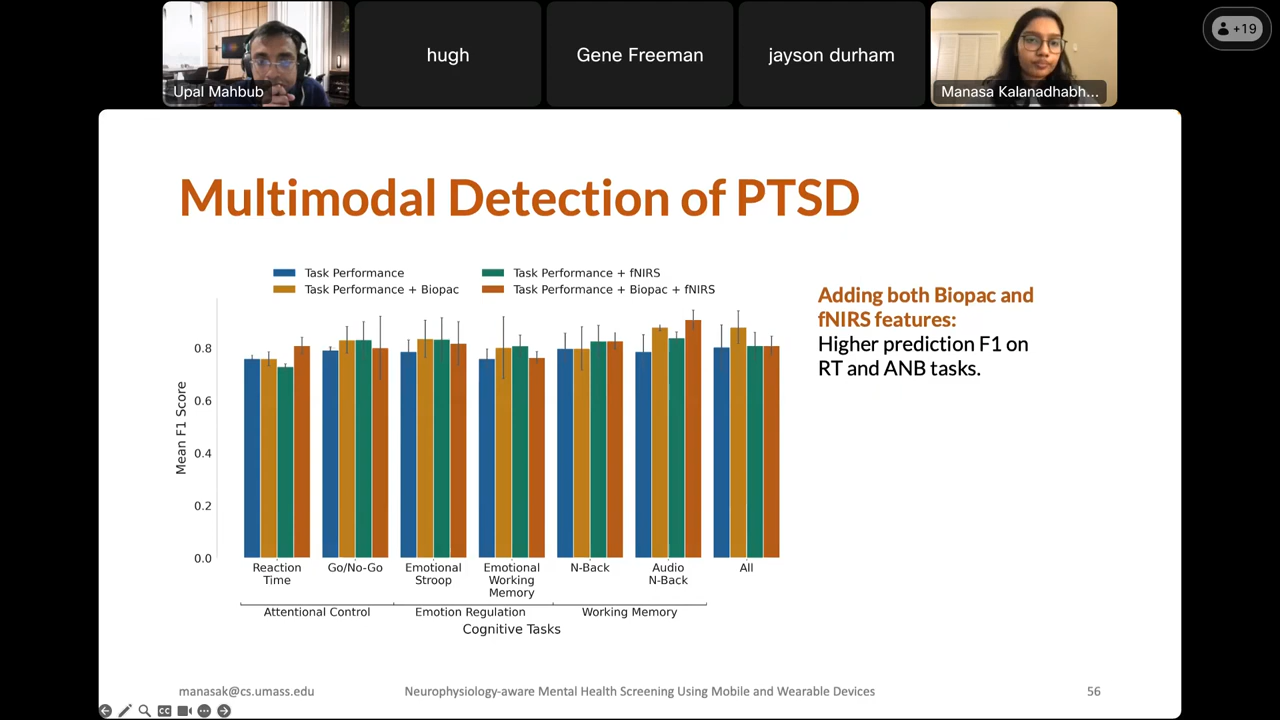 Upal Mahbub
hugh
Gene Freeman
jayson durham
Manasa Kalanadhabh...
+19
Multimodal Detection of PTSD
Task Performance
Task Performance + fNIRS
Task Performance + Biopac
Task Performance + Biopac + fNIRS
Adding both Biopac and
fNIRS features:
Higher prediction F1 on
RT and ANB tasks.
Mean F1 Score
0.8
0.6
0.4
0.2
0.0
Reaction
Time
Go/No-Go
Emotional
Stroop
Emotional
Working
Memory
N-Back
Audio
N-Back
All
Attentional Control
Emotion Regulation
Working Memory
Cognitive Tasks
manasak@cs.umass.edu
Neurophysiology-aware Mental Health Screening Using Mobile and Wearable Devices
56
CC